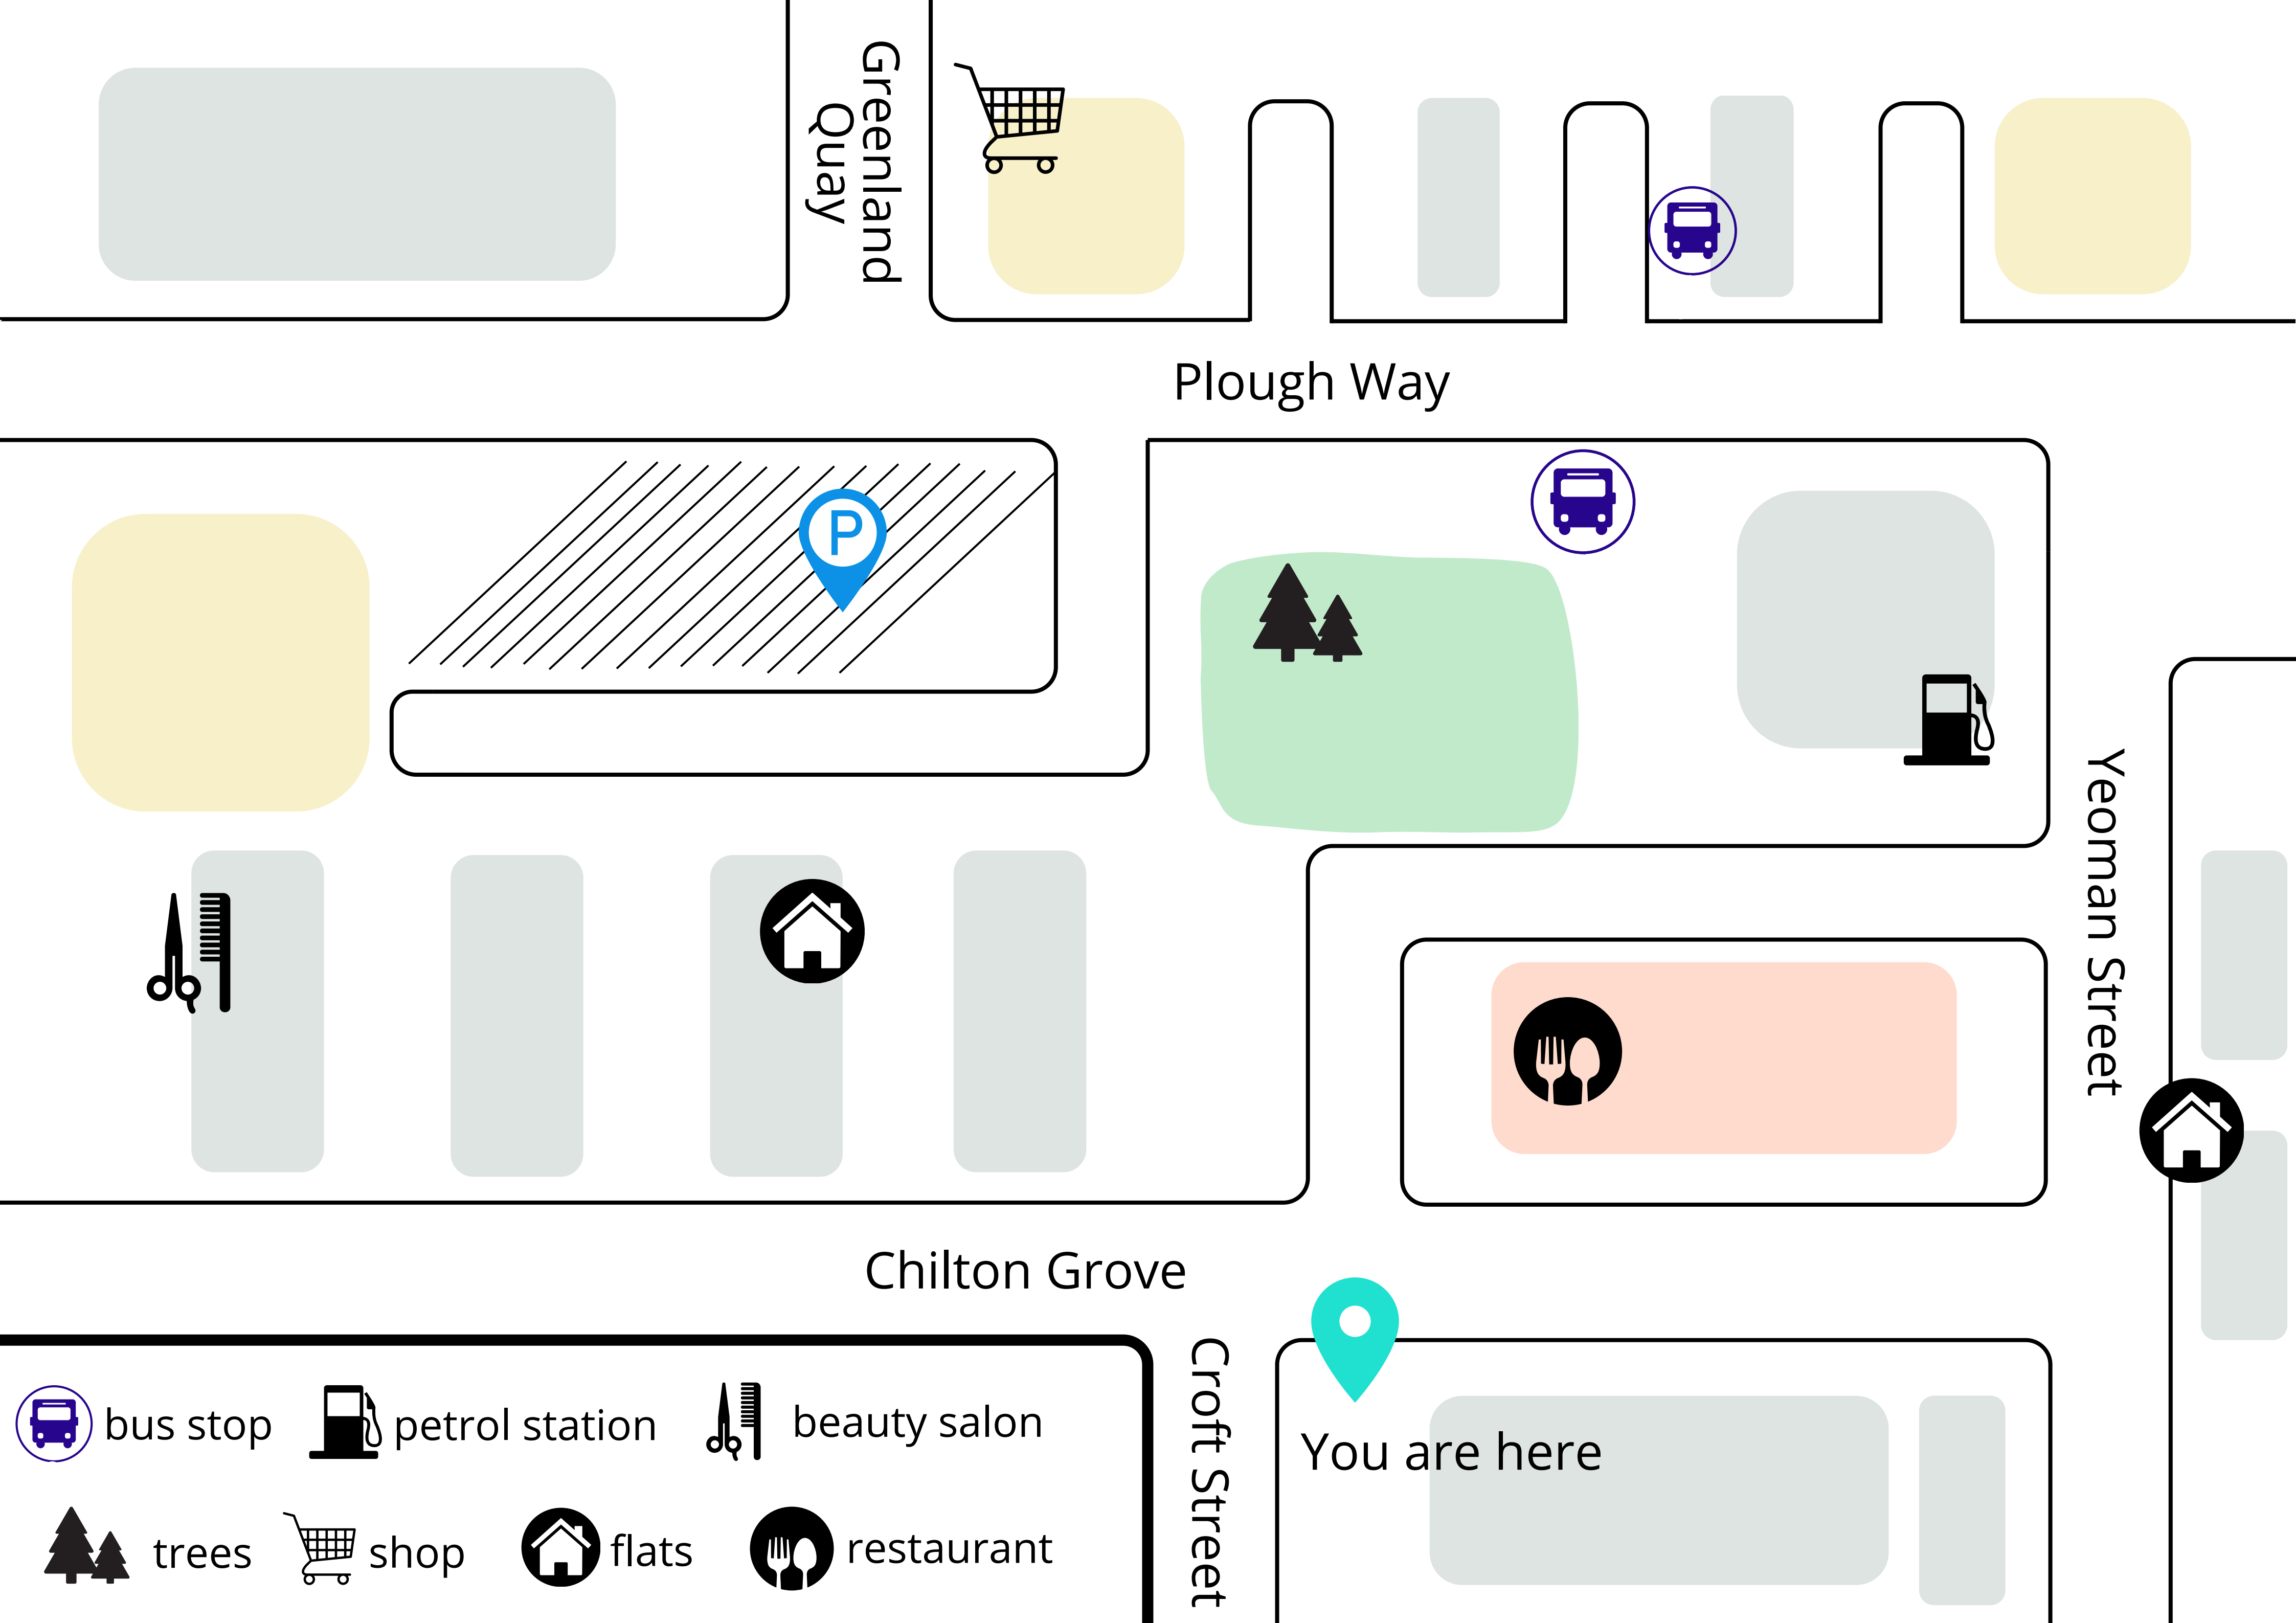 Greenland
Quay
Plough Way
P
Yeoman Street
Chilton Grove
Croft Street
You are here
bus stop
petrol station
beauty salon
trees
shop
flats
restaurant